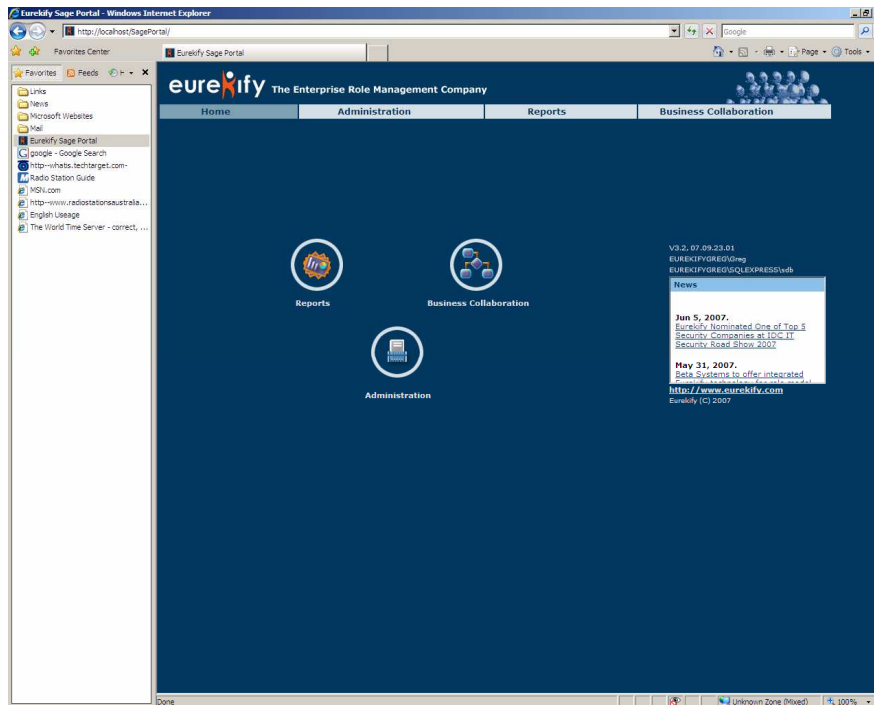 Eurekify Sage Portal - Windows Internet Explorer
http://localhost/SagePortal/
Google
Favorites Center
Eurekify Sage Portal
Page
Tools
Favorites
Feeds
H
Links
News
Microsoft Websites
Mail
Eurekify Sage Portal
google - Google Search
http--whatis.techtarget.com-
Radio Station Guide
MSN.com
http--www.radiostationsaustralia...
English Useage
The World Time Server - correct, ...
eurekify The Enterprise Role Management Company
Home Administration Reports Business Collaboration
Reports
Business Collaboration
Administration
V3.2, 07.09.23.01
EUREKIFYGREG\Greg
EUREKIFYGREG\SQLEXPRESS\sdb
News
Jun 5, 2007.
Eurekify Nominated One of Top 5
Security Companies at IDC IT
Security Road Show 2007
May 31, 2007.
Beta Systems to offer integrated
http://www.eurekify.com
Eurekify (C) 2007
Done
Unknown Zone (Mixed)
100%